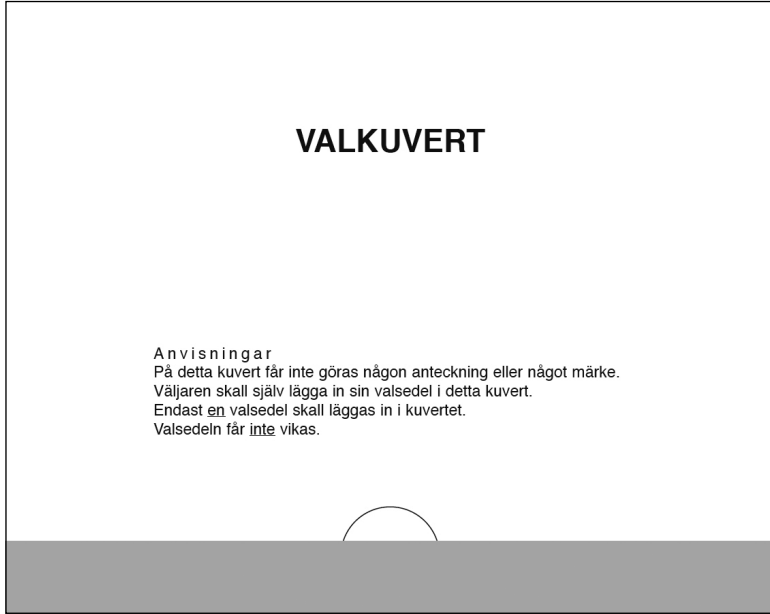 VALKUVERT
Anvisningar
På detta kuvert får inte göras någon anteckning eller något märke.
Väljaren skall själv lägga in sin valsedel i detta kuvert.
Endast en valsedel skall läggas in i kuvertet.
Valsedeln får inte vikas.